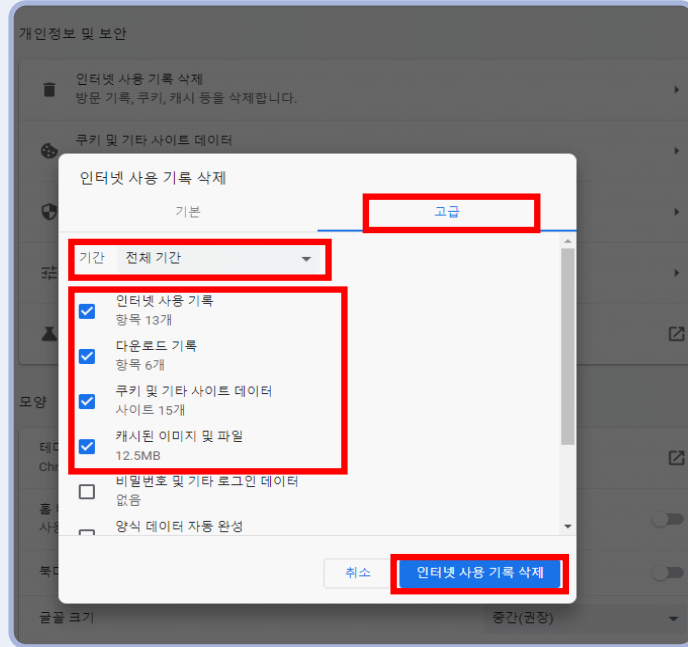 개인정보 및 보안
인터넷 사용 기록 삭제
방문 기록, 쿠키, 캐시 등을 삭제합니다.
쿠키 및 기타 사이트 데이터
인터넷 사용 기록 삭제
기본
고급
기간 전체 기간
인터넷 사용 기록
항목 13개
다운로드 기록
항목 6개
쿠키 및 기타 사이트 데이터
사이트 15개
모양
캐시된 이미지 및 파일
12.5MB
비밀번호 및 기타 로그인 데이터
없음
양식 데이터 자동 완성
취소
인터넷 사용 기록 삭제
글꼴 크기
중간(권장)